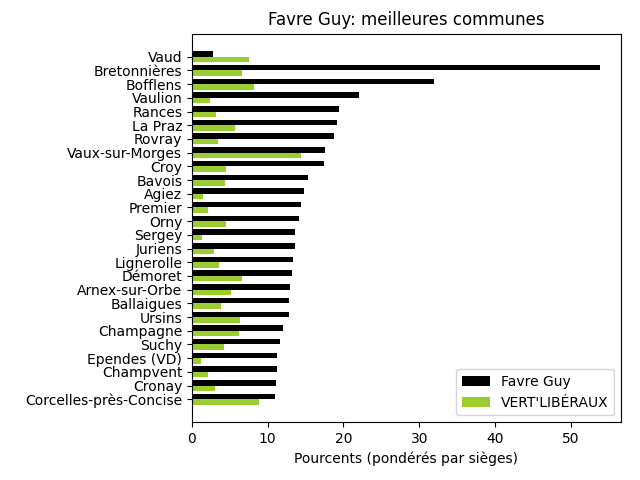 Favre Guy: meilleures communes
Vaud
Bretonnières
Bofflens
Vaulion
Rances
La Praz
Rovray
Vaux-sur-Morges
Croy
Bavois
Agiez
Premier
Orny
Sergey
Juriens
Lignerolle
Démoret
Arnex-sur-Orbe
Ballaigues
Ursins
Champagne
Suchy
Ependes (VD)
Champvent
Cronay
Corcelles-près-Concise
Favre Guy
VERT'LIBÉRAUX
0 10 20 30 40 50
Pourcents (pondérés par sièges)